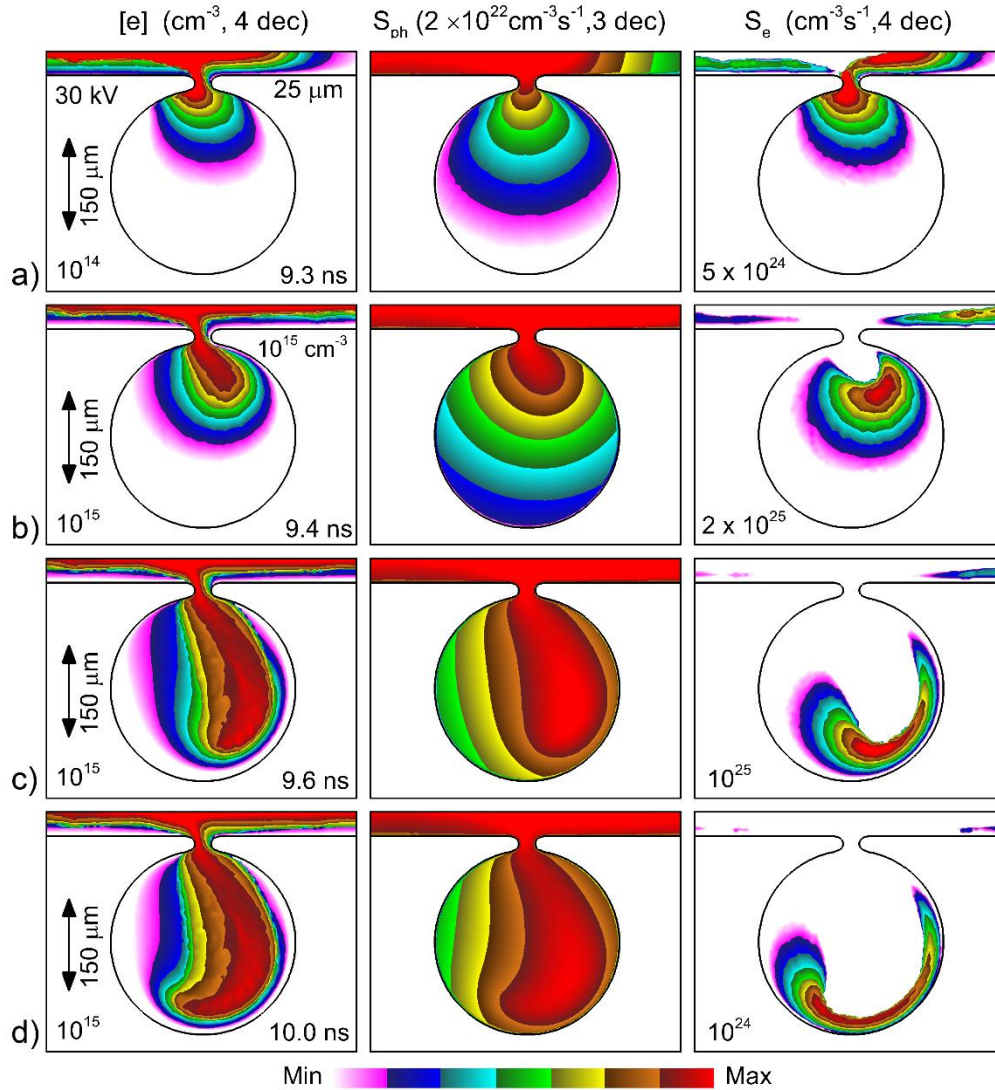 [e] (cm⁻³, 4 dec) S_ph (2 ×10²²cm⁻³s⁻¹,3 dec) S_e (cm⁻³s⁻¹,4 dec)
30 kV 25 μm
150 μm
a) 10¹⁴ 9.3 ns 5 x 10²⁴
10¹⁵ cm⁻³
150 μm
b) 10¹⁵ 9.4 ns 2 x 10²⁵
150 μm
c) 10¹⁵ 9.6 ns 10²⁵
150 μm
d) 10¹⁵ 10.0 ns 10²⁴
Min Max